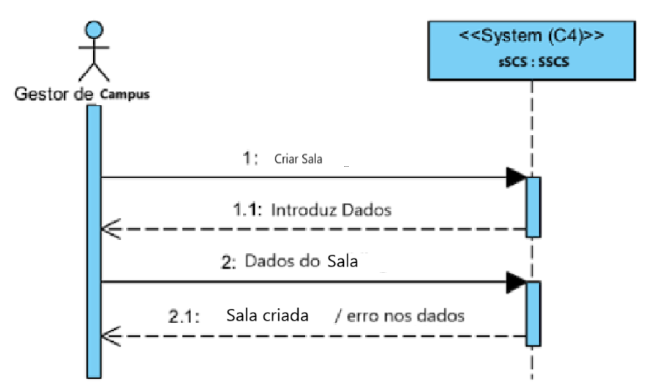 <<System (C4)>>
sSCS : SSCS
Gestor de Campus
1: Criar Sala
1.1: Introduz Dados
2: Dados do Sala
2.1: Sala criada / erro nos dados